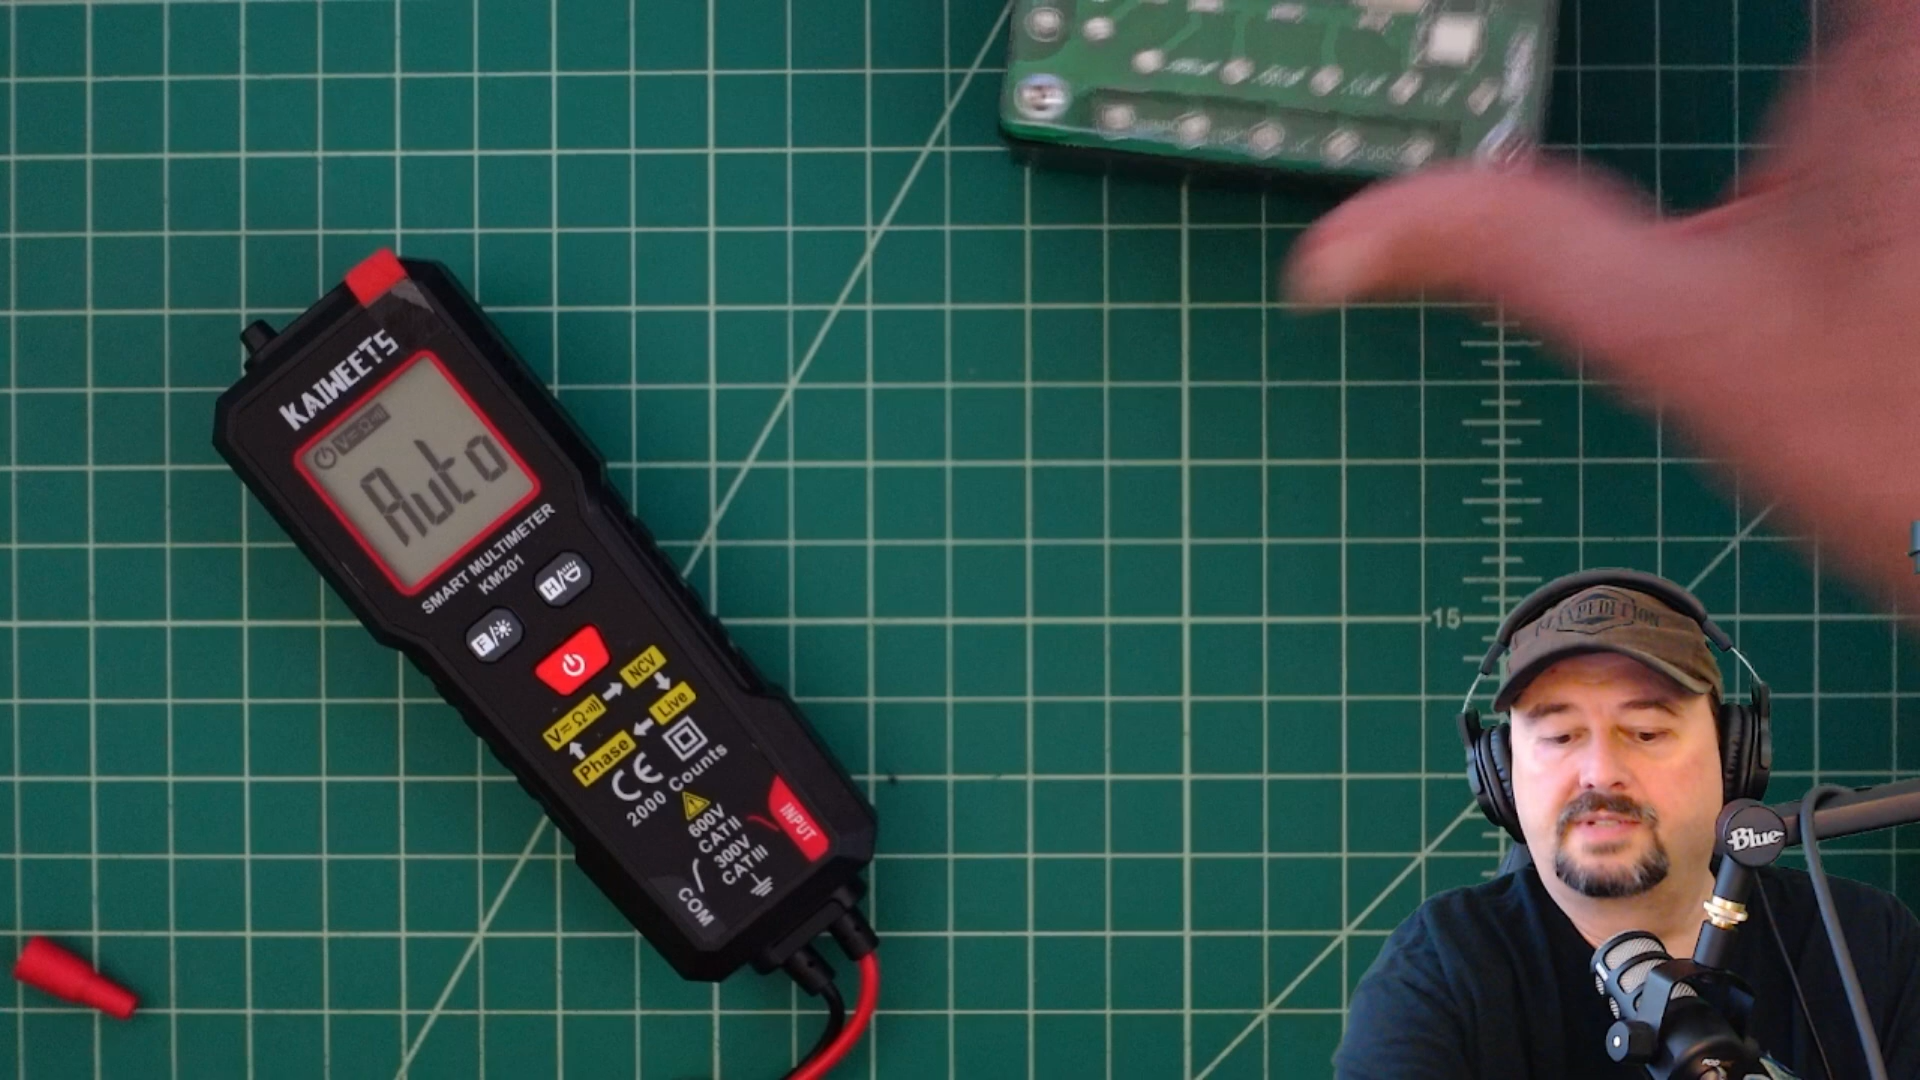 KAIWEETS
V≂Ω
Auto
SMART MULTIMETER
KM201
H/
F/
NCV
V≂Ω
Live
Phase
CE
2000 Counts
600V
CATII
300V
CATIII
INPUT
COM
15
EXPEDITION
Blue